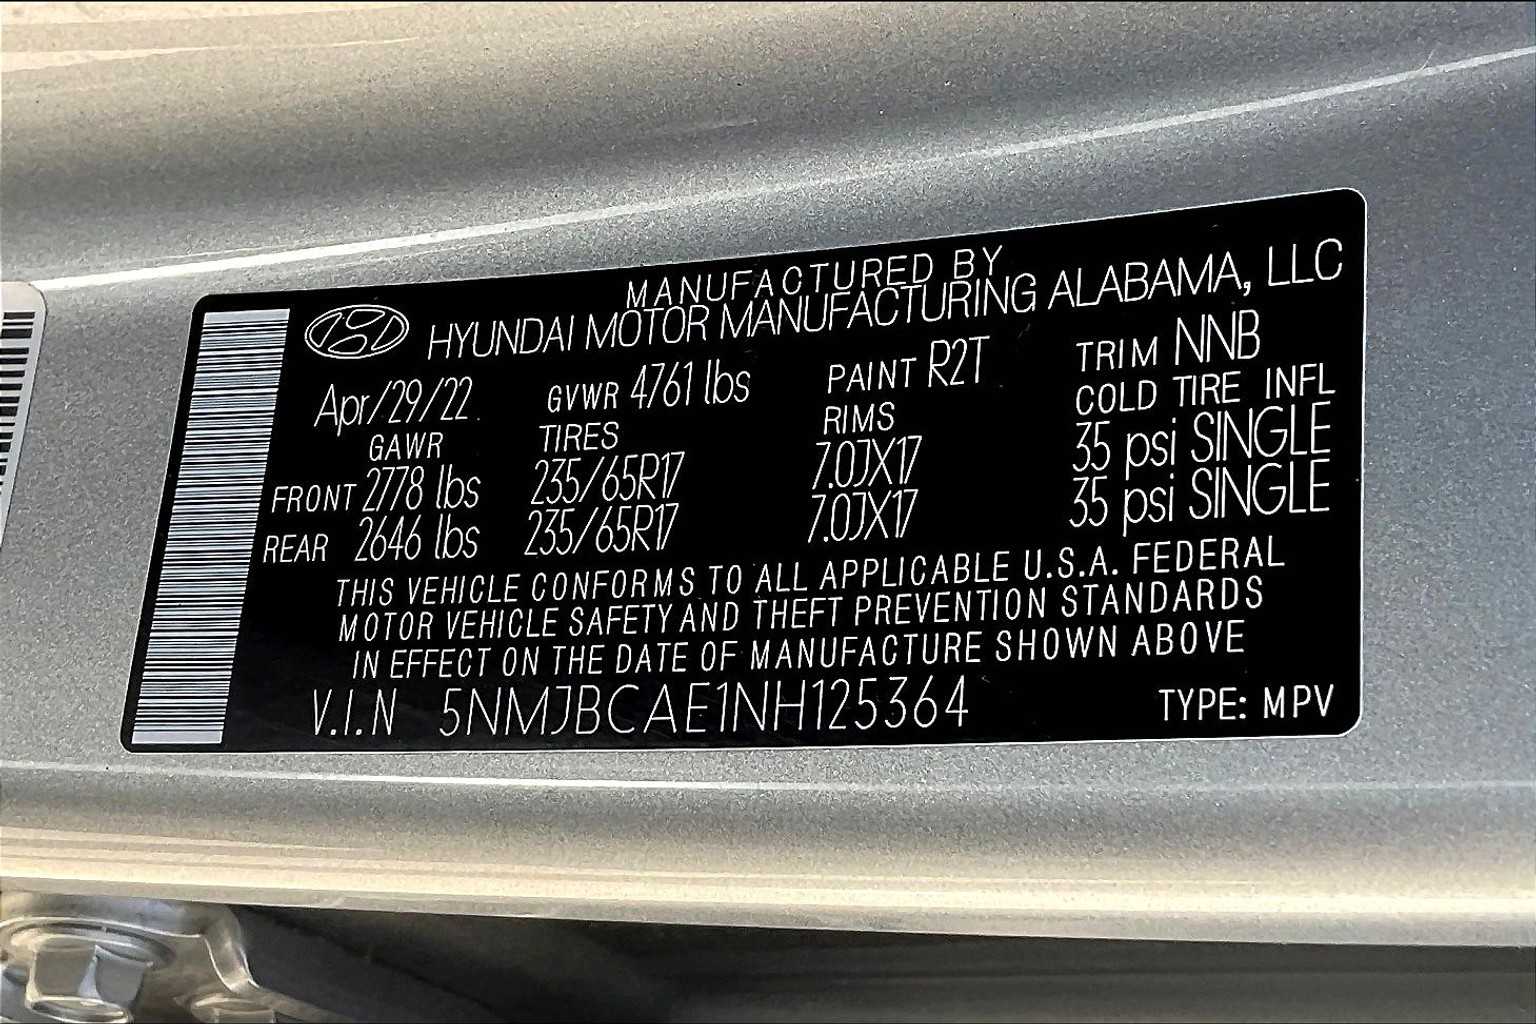 MANUFACTURED BY
HYUNDAI MOTOR MANUFACTURING ALABAMA, LLC
Apr/29/22 GVWR 4761 lbs PAINT R2T TRIM NNB
GAWR TIRES RIMS COLD TIRE INFL
FRONT 2778 lbs 235/65R17 7.0JX17 35 psi SINGLE
REAR 2646 lbs 235/65R17 7.0JX17 35 psi SINGLE
THIS VEHICLE CONFORMS TO ALL APPLICABLE U.S.A. FEDERAL
MOTOR VEHICLE SAFETY AND THEFT PREVENTION STANDARDS
IN EFFECT ON THE DATE OF MANUFACTURE SHOWN ABOVE
V.I.N 5NMJBCAE1NH125364 TYPE: MPV